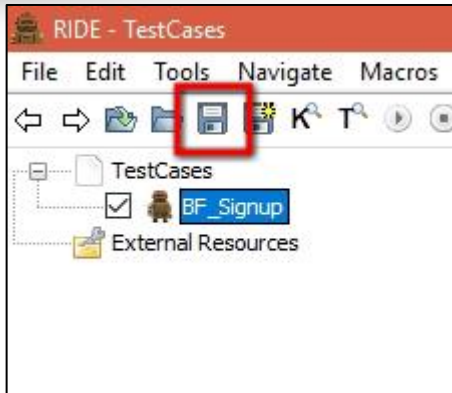 RIDE - TestCases
File Edit Tools Navigate Macros
K T
TestCases
BF_Signup
External Resources